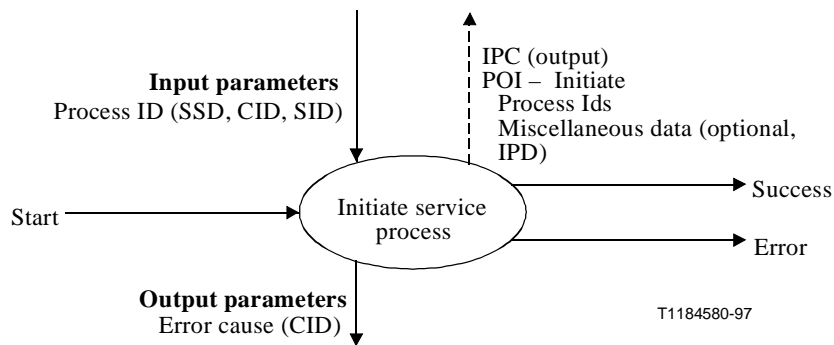 Input parameters
Process ID (SSD, CID, SID)
IPC (output)
POI – Initiate
Process Ids
Miscellaneous data (optional,
IPD)
Start
Initiate service
process
Success
Error
Output parameters
Error cause (CID)
T1184580-97